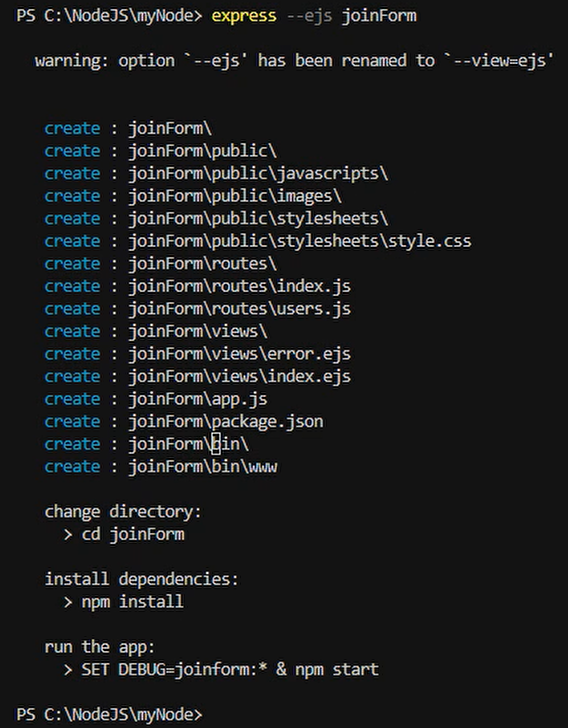 PS C:\NodeJS\myNode> express --ejs joinForm
warning: option `--ejs' has been renamed to `--view=ejs'
create : joinForm\
create : joinForm\public\
create : joinForm\public\javascripts\
create : joinForm\public\images\
create : joinForm\public\stylesheets\
create : joinForm\public\stylesheets\style.css
create : joinForm\routes\
create : joinForm\routes\index.js
create : joinForm\routes\users.js
create : joinForm\views\
create : joinForm\views\error.ejs
create : joinForm\views\index.ejs
create : joinForm\app.js
create : joinForm\package.json
create : joinForm\bin\
create : joinForm\bin\www
change directory:
> cd joinForm
install dependencies:
> npm install
run the app:
> SET DEBUG=joinform:* & npm start
PS C:\NodeJS\myNode>